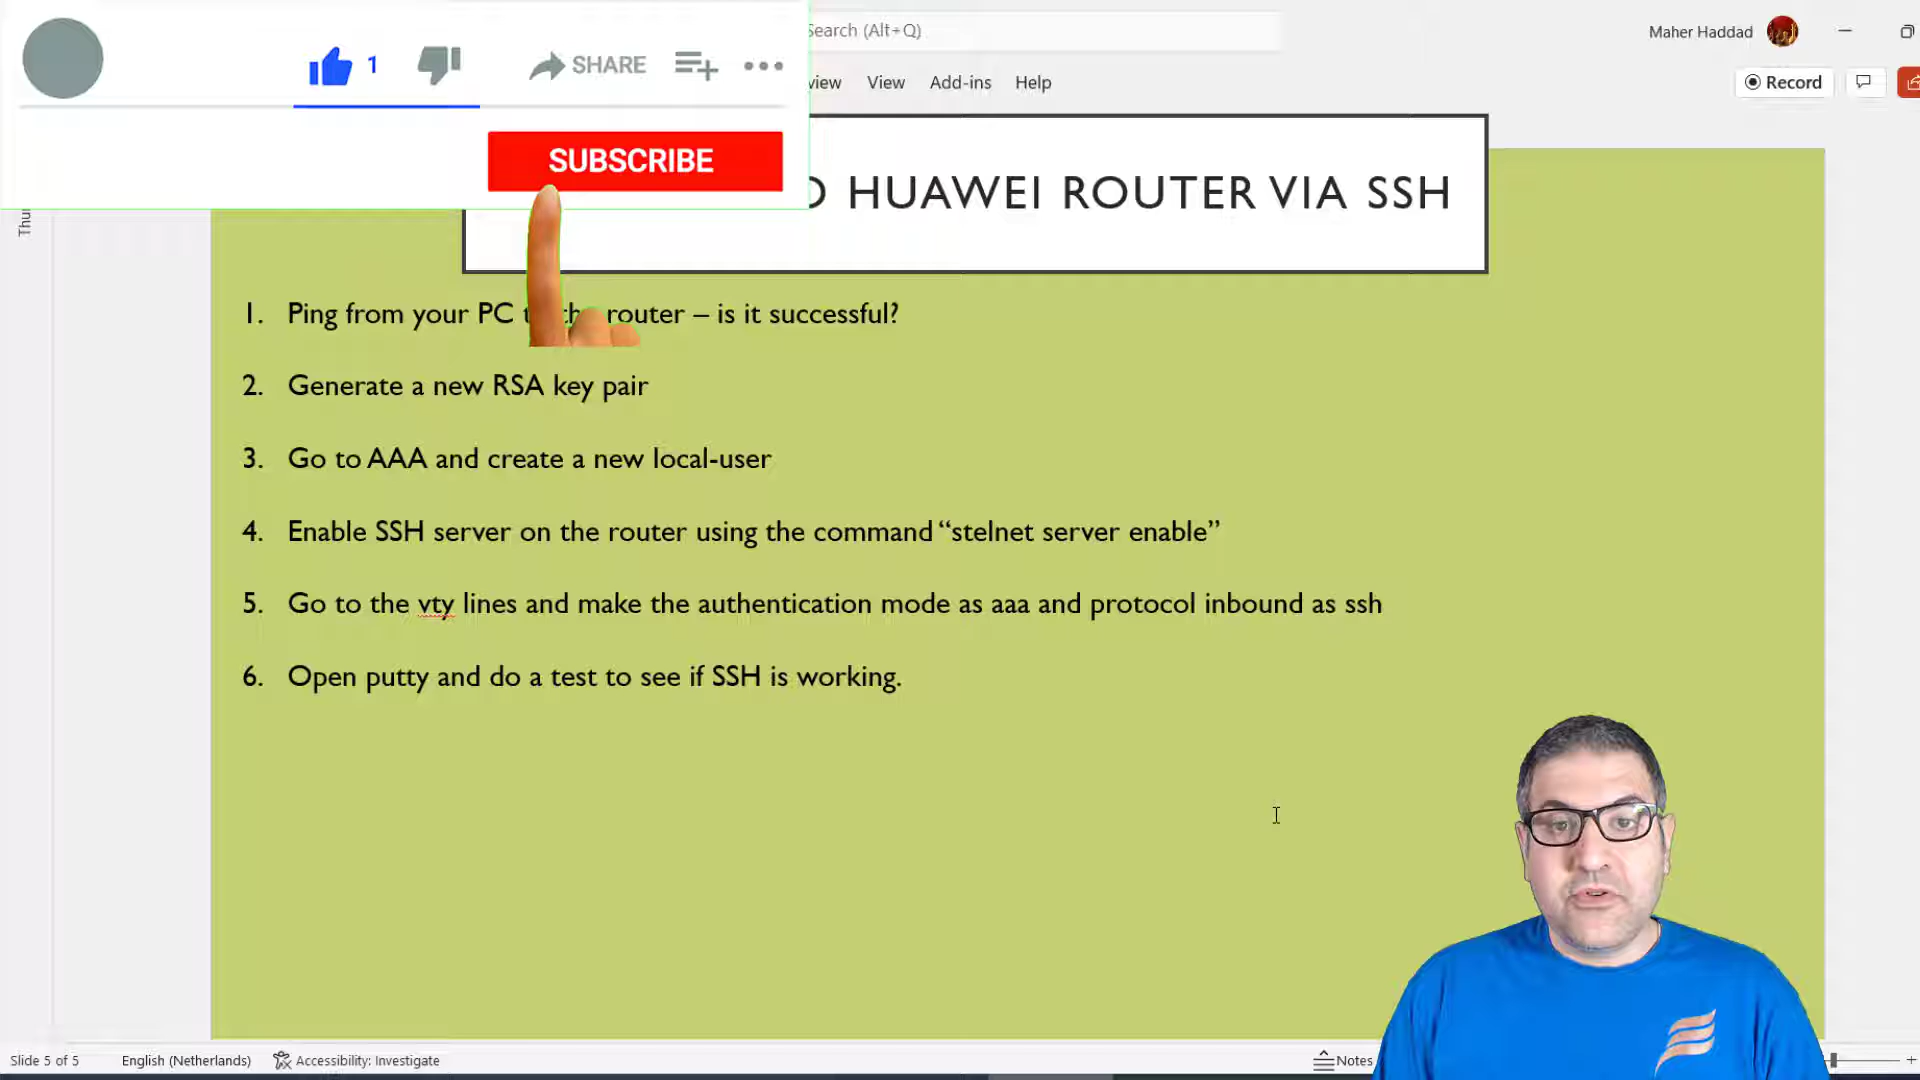 1
SHARE
SUBSCRIBE
Search (Alt+Q)
Maher Haddad
View
Add-ins
Help
Record
HUAWEI ROUTER VIA SSH
1. Ping from your PC router – is it successful?
2. Generate a new RSA key pair
3. Go to AAA and create a new local-user
4. Enable SSH server on the router using the command “stelnet server enable”
5. Go to the vty lines and make the authentication mode as aaa and protocol inbound as ssh
6. Open putty and do a test to see if SSH is working.
Slide 5 of 5
English (Netherlands)
Accessibility: Investigate
Notes